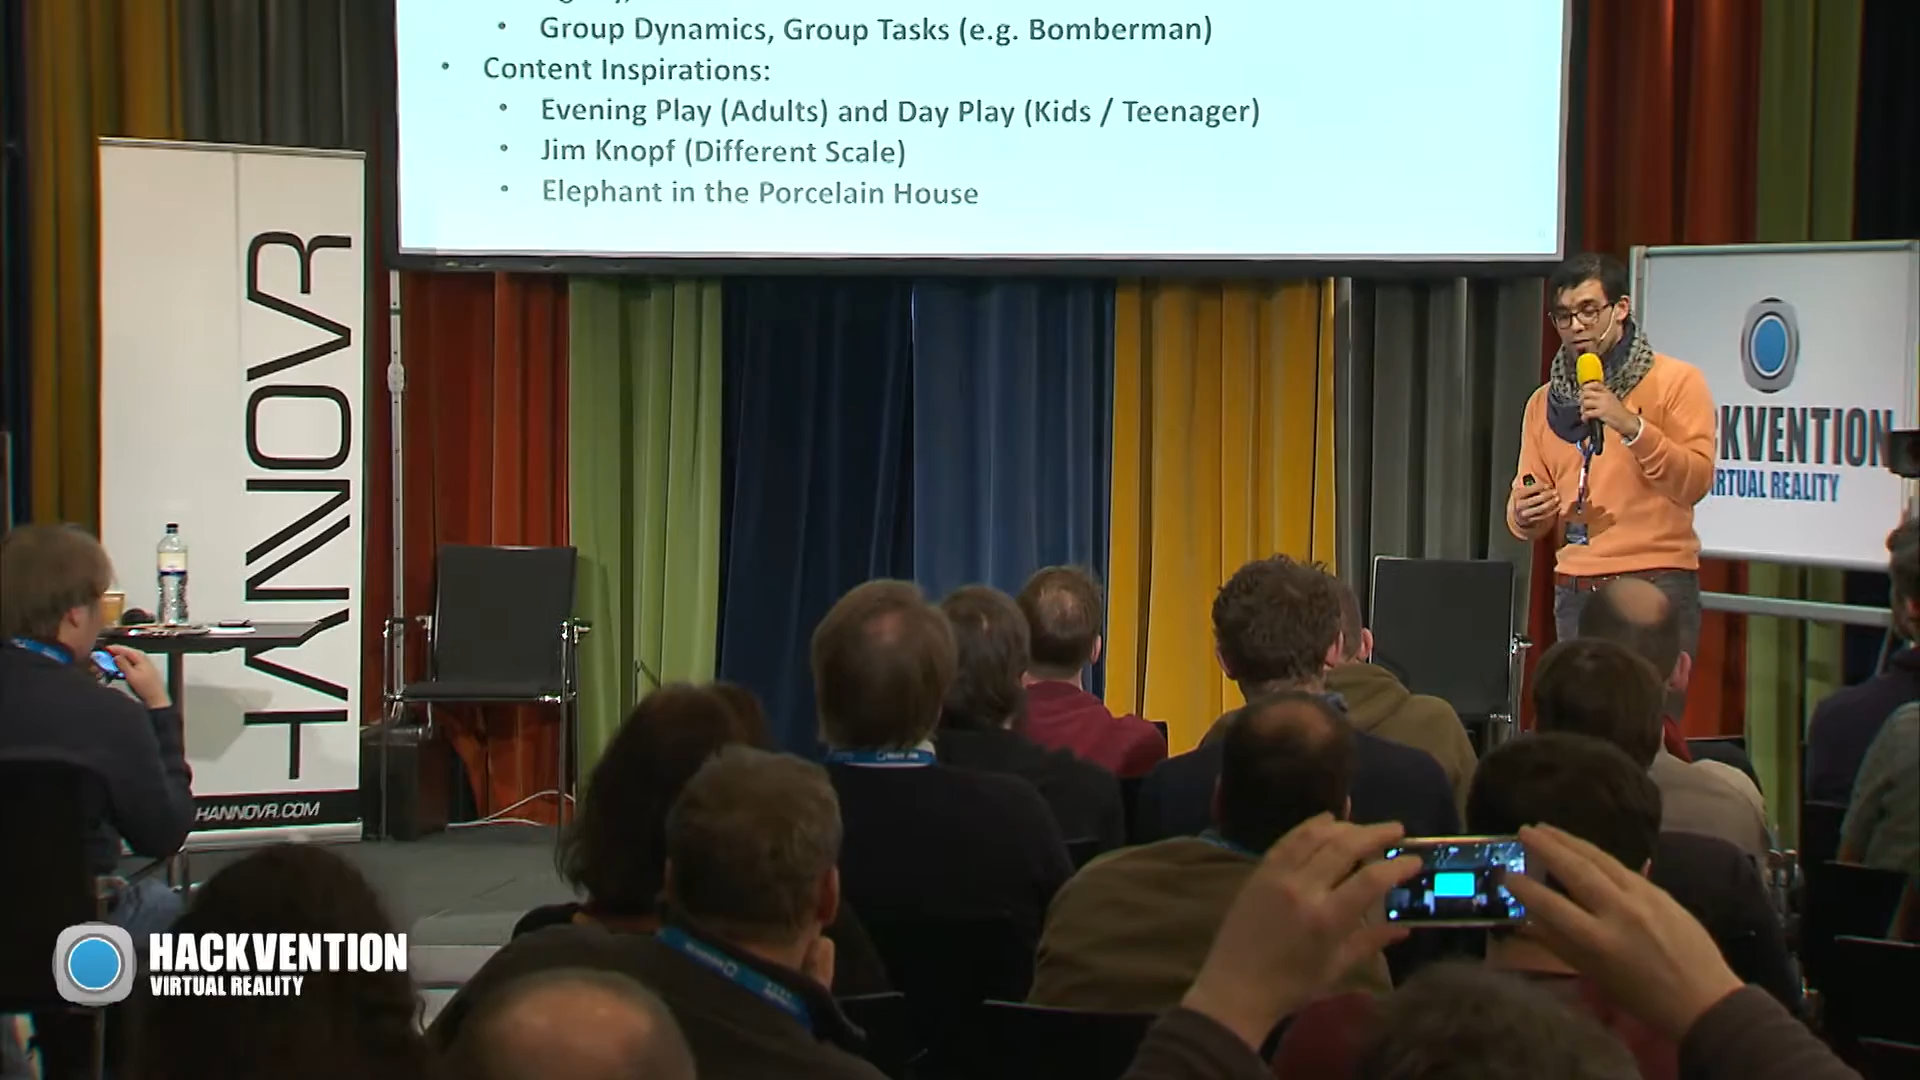 Group Dynamics, Group Tasks (e.g. Bomberman)
Content Inspirations:
Evening Play (Adults) and Day Play (Kids / Teenager)
Jim Knopf (Different Scale)
Elephant in the Porcelain House
HANNOVR
HANNOVR.COM
CKVENTION
IRTUAL REALITY
HACKVENTION
VIRTUAL REALITY